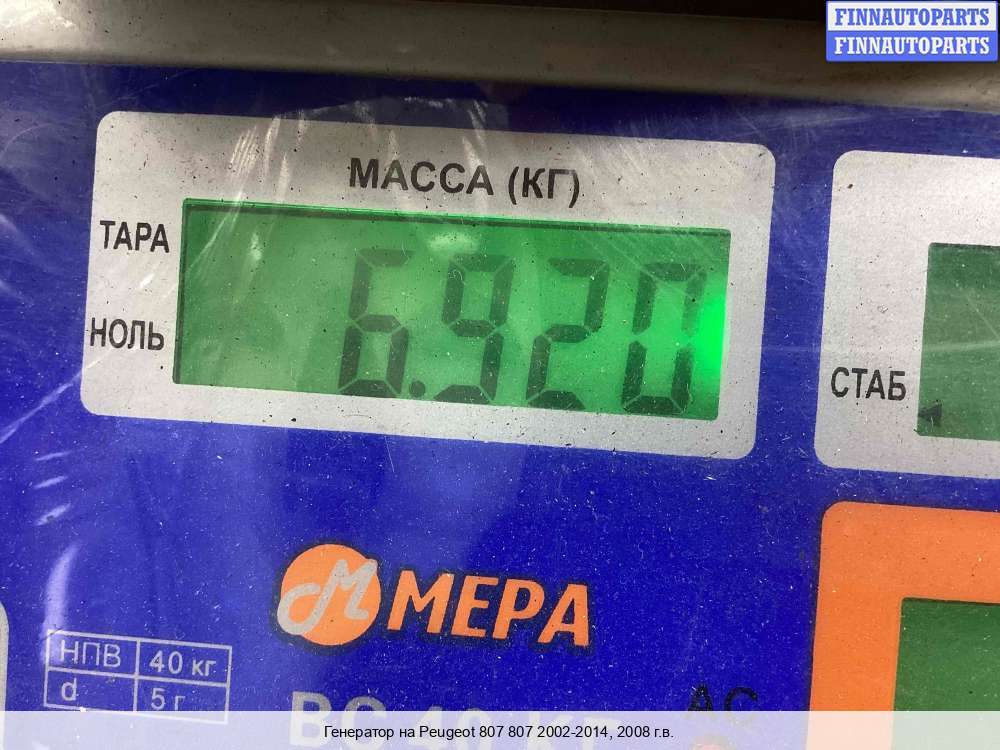 FINNAUTOPARTS
FINNAUTOPARTS
МАССА (КГ)
ТАРА
НОЛЬ
6.920
СТАБ
М МЕРА
НПВ 40 кг
d 5 г
АС
Генератор на Peugeot 807 807 2002-2014, 2008 г.в.